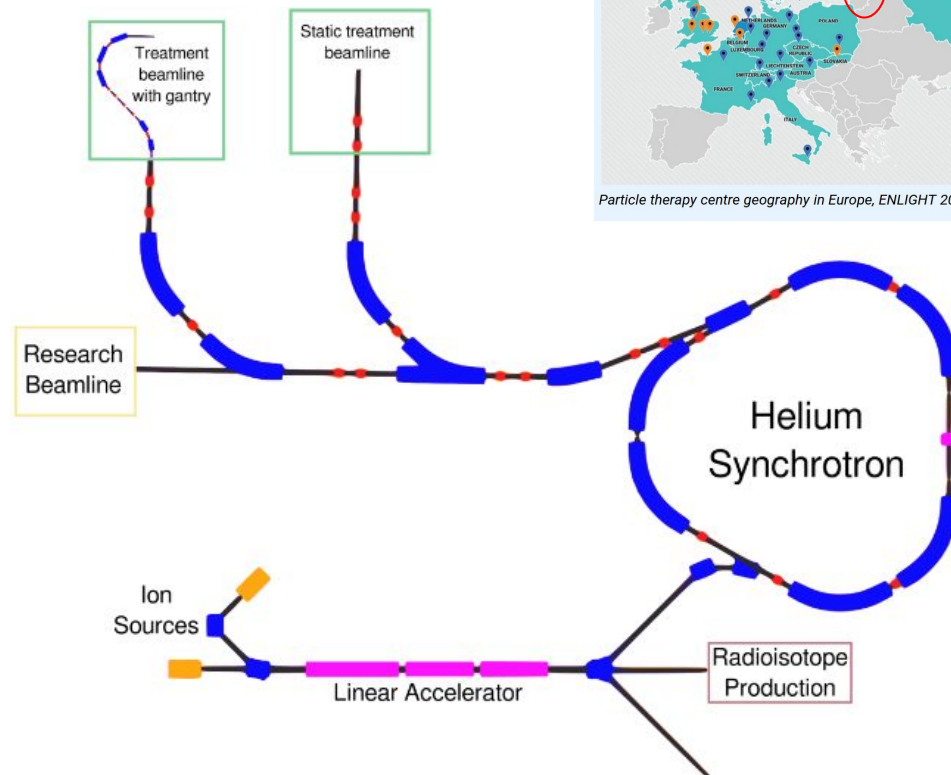 Treatment
beamline
with gantry
Static treatment
beamline
NETHERLANDS
POLAND
GERMANY
BELGIUM
LUXEMBOURG
CZECH
REPUBLIC
SLOVAKIA
LIECHTENSTEIN
SWITZERLAND
AUSTRIA
FRANCE
ITALY
Particle therapy centre geography in Europe, ENLIGHT 20
Research
Beamline
Helium
Synchrotron
Ion
Sources
Linear Accelerator
Radioisotope
Production